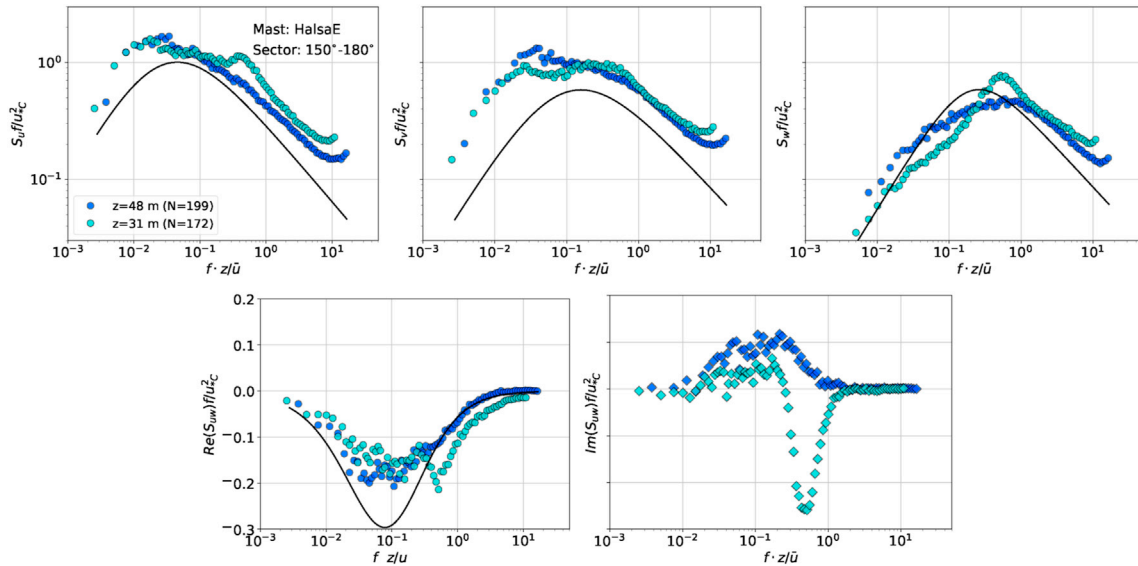 Mast: HalsaE
Sector: 150°-180°
S_u f/u²_*C
10⁰
10⁻¹
z=48 m (N=199)
z=31 m (N=172)
10⁻³ 10⁻² 10⁻¹ 10⁰ 10¹
f · z/ū
S_v f/u²_*C
10⁻³ 10⁻² 10⁻¹ 10⁰ 10¹
f · z/ū
S_w f/u²_*C
10⁻³ 10⁻² 10⁻¹ 10⁰ 10¹
f · z/ū
Re(S_uw)f/u²_*C
0.2
0.1
0.0
−0.1
−0.2
−0.3
10⁻³ 10⁻² 10⁻¹ 10⁰ 10¹
f z/u
Im(S_uw)f/u²_*C
10⁻³ 10⁻² 10⁻¹ 10⁰ 10¹
f · z/ū